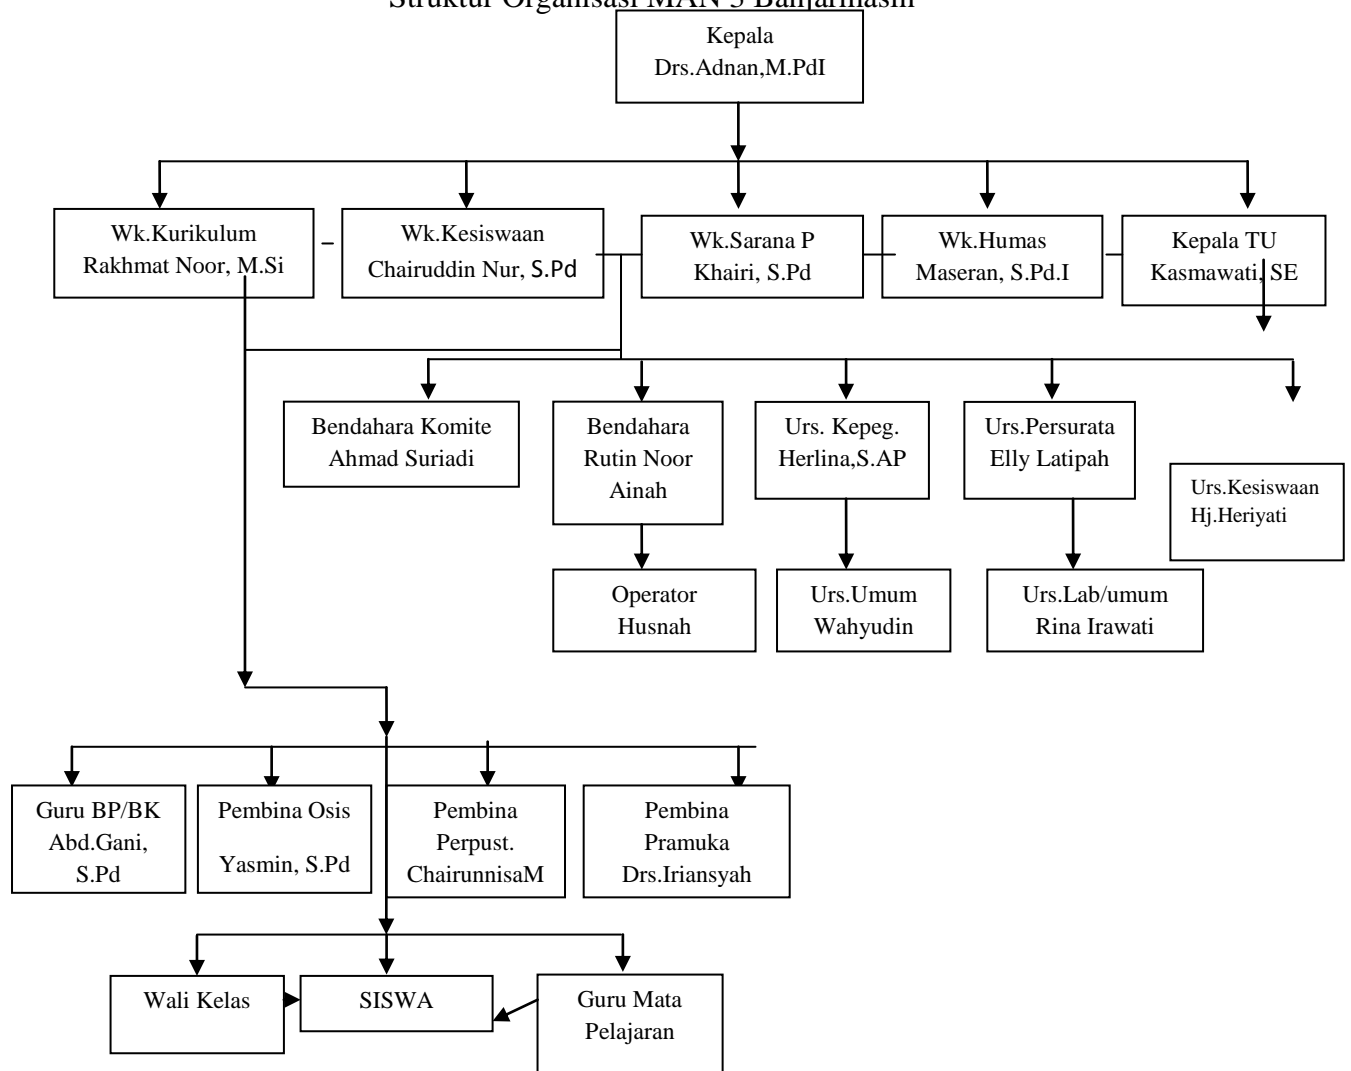 Struktur Organisasi MAN 3 Banjarmasin
Kepala
Drs.Adnan,M.PdI
Wk.Kurikulum
Rakhmat Noor, M.Si
Wk.Kesiswaan
Chairuddin Nur, S.Pd
Wk.Sarana P
Khairi, S.Pd
Wk.Humas
Maseran, S.Pd.I
Kepala TU
Kasmawati, SE
Bendahara Komite
Ahmad Suriadi
Bendahara
Rutin Noor
Ainah
Urs. Kepeg.
Herlina,S.AP
Urs.Persurata
Elly Latipah
Urs.Kesiswaan
Hj.Heriyati
Operator
Husnah
Urs.Umum
Wahyudin
Urs.Lab/umum
Rina Irawati
Guru BP/BK
Abd.Gani,
S.Pd
Pembina Osis
Yasmin, S.Pd
Pembina
Perpust.
ChairunnisaM
Pembina
Pramuka
Drs.Iriansyah
Wali Kelas
SISWA
Guru Mata
Pelajaran